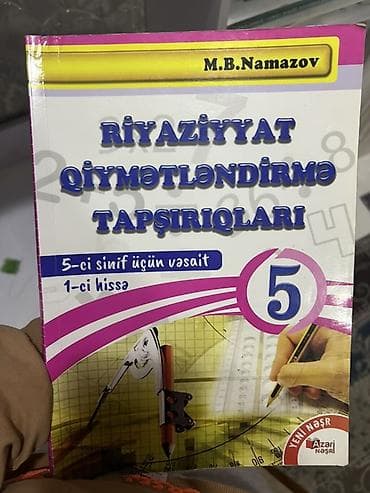 M.B.Namazov
RİYAZİYYAT
QİYMƏTLƏNDİRMƏ
TAPŞIRIQLARI
5-ci sinif üçün vəsait
1-ci hissə
5
YENİ NƏŞR
Azəri
NƏŞRİ